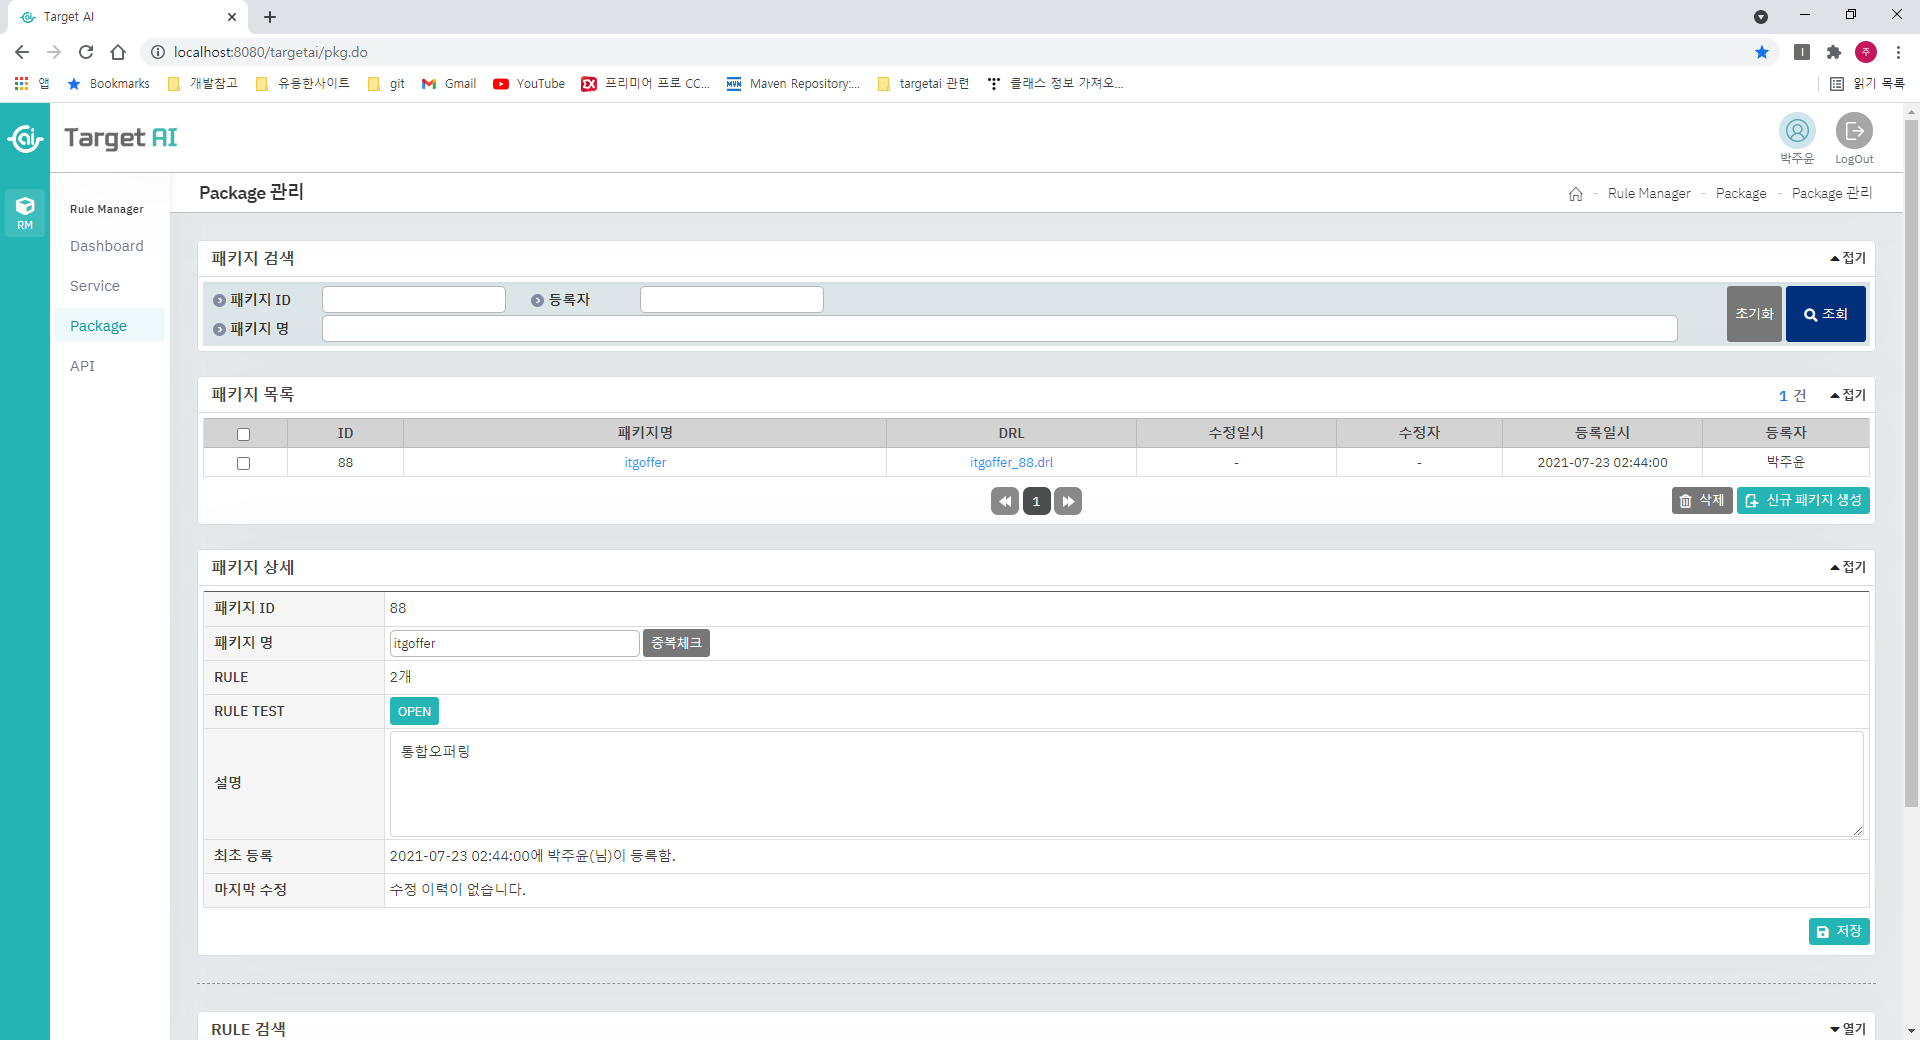 Target AI
localhost:8080/targetai/pkg.do
주
앱 Bookmarks 개발참고 유용한사이트 git Gmail YouTube 프리미어 프로 CC... Maven Repository:... targetai 관련 클래스 정보 가져오... 읽기 목록
ai Target AI
박주윤 LogOut
RM
Rule Manager
Dashboard
Service
Package
API
Package 관리
- Rule Manager - Package - Package 관리
패키지 검색 접기
패키지 ID 등록자
패키지 명
초기화 조회
패키지 목록 1 건 접기
ID 패키지명 DRL 수정일시 수정자 등록일시 등록자
88 itgoffer itgoffer_88.drl - - 2021-07-23 02:44:00 박주윤
1
삭제 신규 패키지 생성
패키지 상세 접기
패키지 ID 88
패키지 명 itgoffer 중복체크
RULE 2개
RULE TEST OPEN
설명 통합오퍼링
최초 등록 2021-07-23 02:44:00에 박주윤(님)이 등록함.
마지막 수정 수정 이력이 없습니다.
저장
RULE 검색 열기